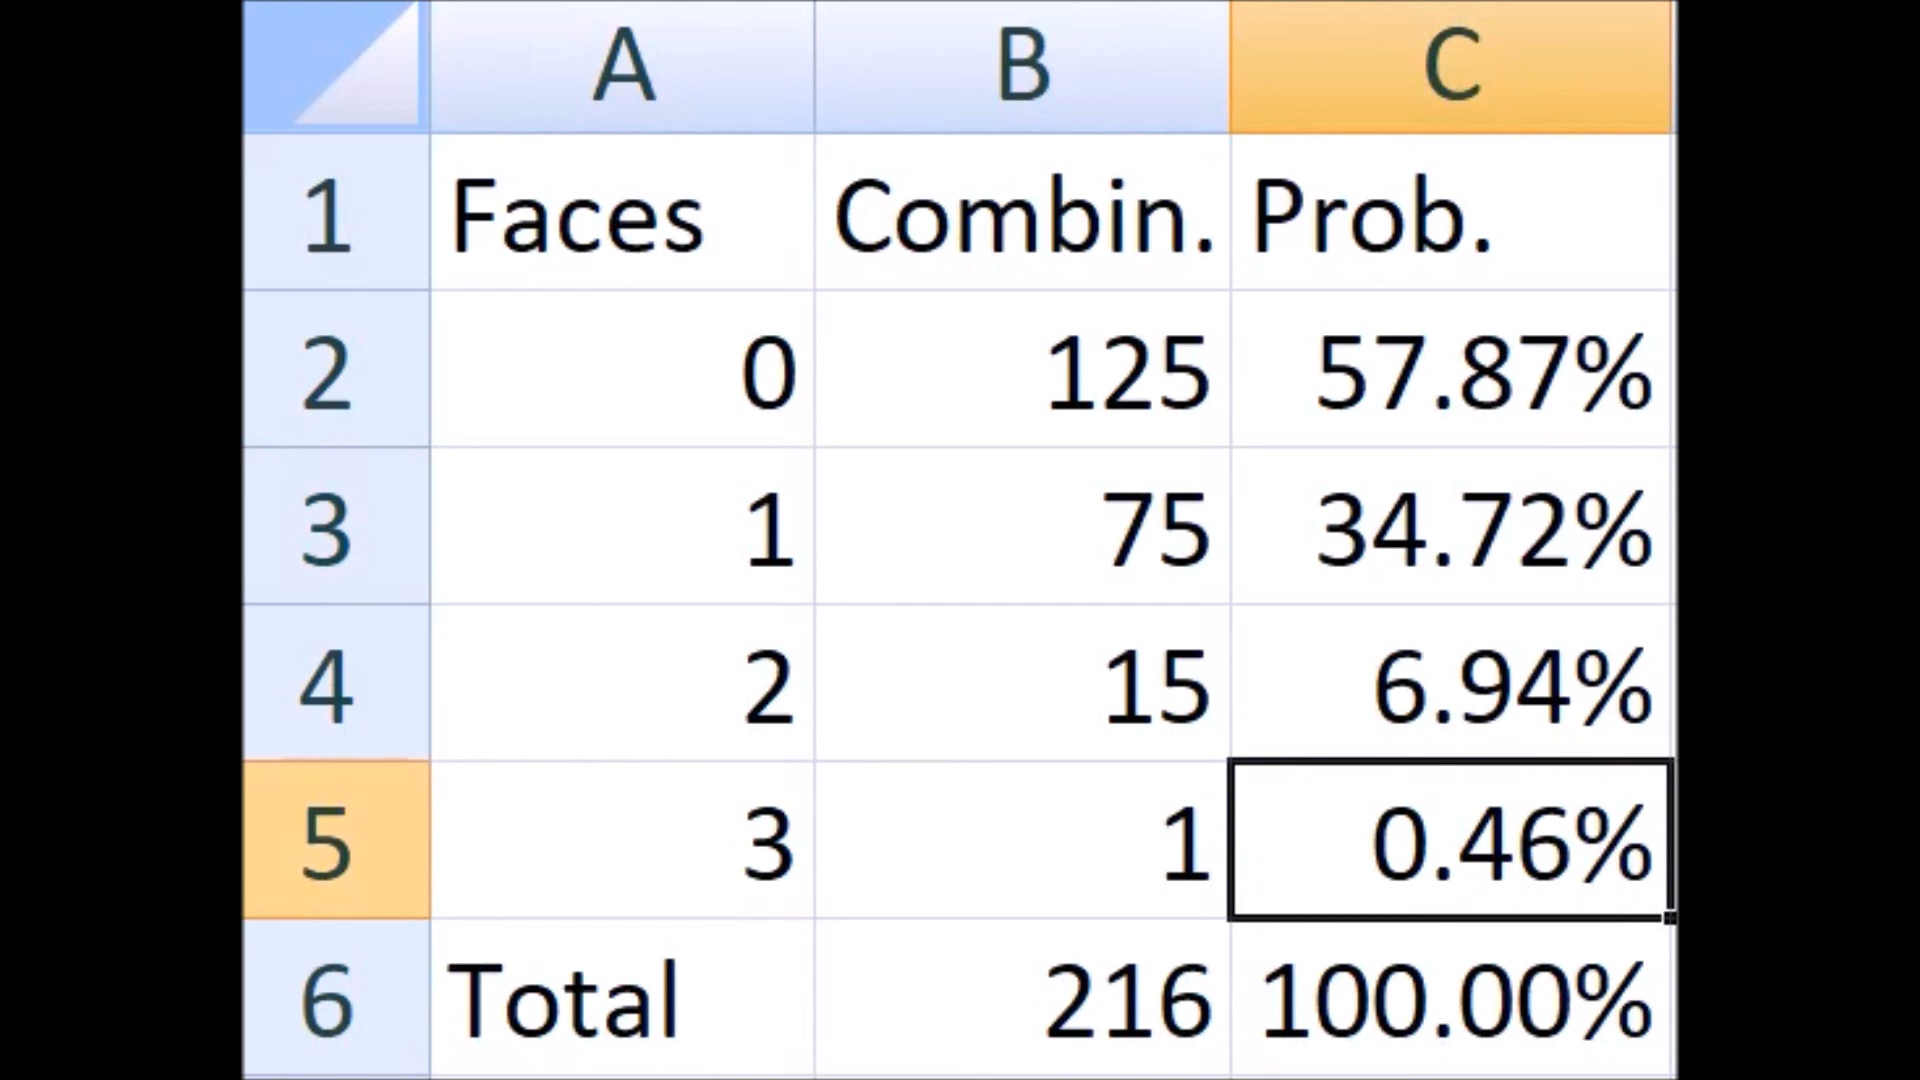 A B C
1 Faces Combin. Prob.
2 0 125 57.87%
3 1 75 34.72%
4 2 15 6.94%
5 3 1 0.46%
6 Total 216 100.00%